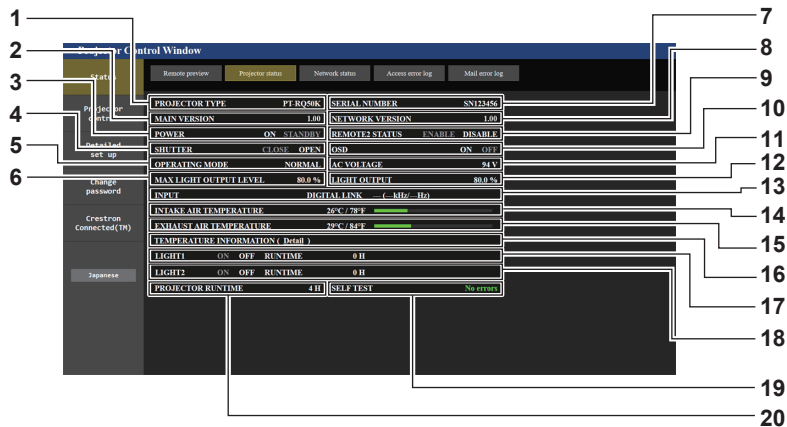 1
2
3
4
5
6
7
8
9
10
11
12
13
14
15
16
17
18
19
20
Projector Control Window
Status
Projector control
Detailed set up
Change password
Crestron Connected(TM)
Japanese
Remote preview Projector status Network status Access error log Mail error log
PROJECTOR TYPE PT-RQ50K SERIAL NUMBER SN123456
MAIN VERSION 1.00 NETWORK VERSION 1.00
POWER ON STANDBY REMOTE2 STATUS ENABLE DISABLE
SHUTTER CLOSE OPEN OSD ON OFF
OPERATING MODE NORMAL AC VOLTAGE 94 V
MAX LIGHT OUTPUT LEVEL 80.0 % LIGHT OUTPUT 80.0 %
INPUT DIGITAL LINK — (—kHz/—Hz)
INTAKE AIR TEMPERATURE 26°C / 78°F
EXHAUST AIR TEMPERATURE 29°C / 84°F
TEMPERATURE INFORMATION ( Detail )
LIGHT1 ON OFF RUNTIME 0 H
LIGHT2 ON OFF RUNTIME 0 H
PROJECTOR RUNTIME 4 H SELF TEST No errors